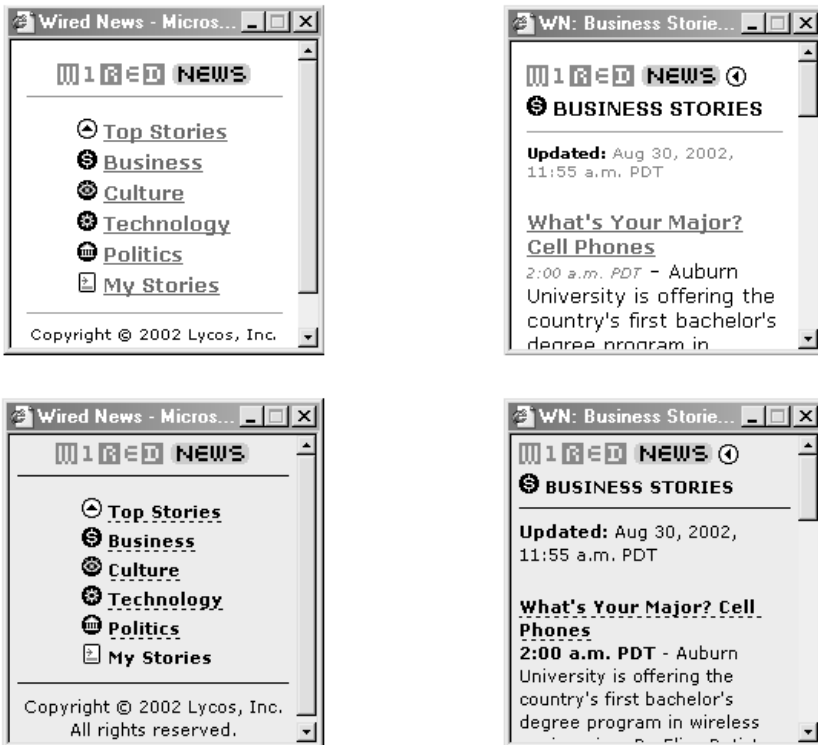 Wired News - Micros...
WIRED NEWS
Top Stories
Business
Culture
Technology
Politics
My Stories
Copyright © 2002 Lycos, Inc.
WN: Business Storie...
WIRED NEWS
BUSINESS STORIES
Updated: Aug 30, 2002,
11:55 a.m. PDT
What's Your Major?
Cell Phones
2:00 a.m. PDT – Auburn
University is offering the
country's first bachelor's
degree program in
Wired News - Micros...
WIRED NEWS
Top Stories
Business
Culture
Technology
Politics
My Stories
Copyright © 2002 Lycos, Inc.
All rights reserved.
WN: Business Storie...
WIRED NEWS
BUSINESS STORIES
Updated: Aug 30, 2002,
11:55 a.m. PDT
What's Your Major? Cell
Phones
2:00 a.m. PDT - Auburn
University is offering the
country's first bachelor's
degree program in wireless